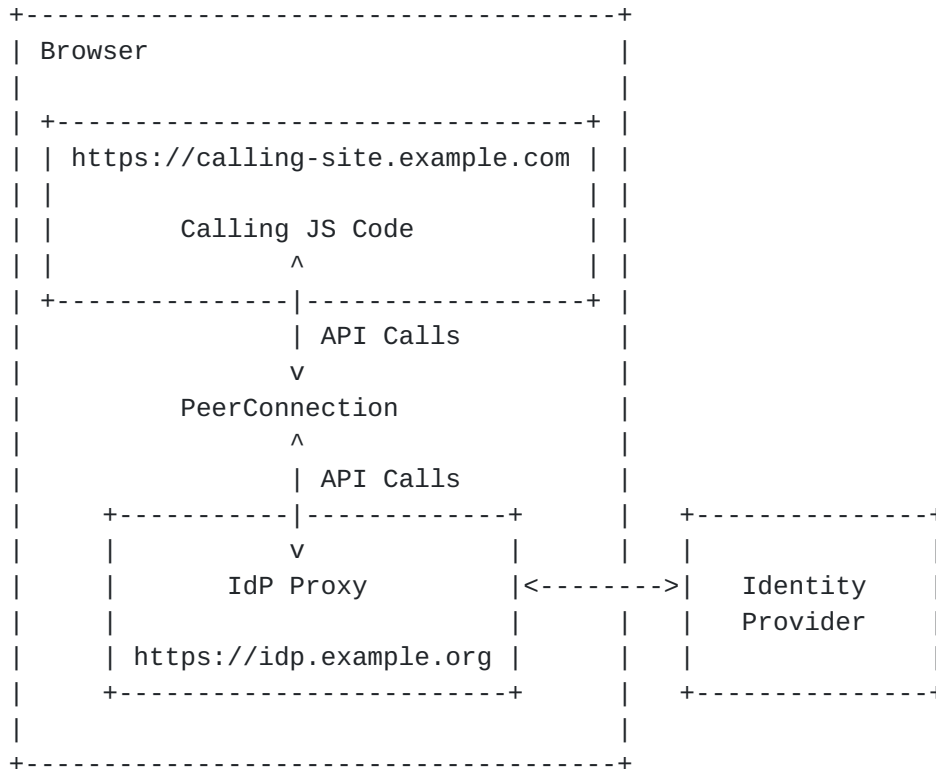 Browser
https://calling-site.example.com
Calling JS Code
API Calls
PeerConnection
API Calls
IdP Proxy
Identity
Provider
https://idp.example.org